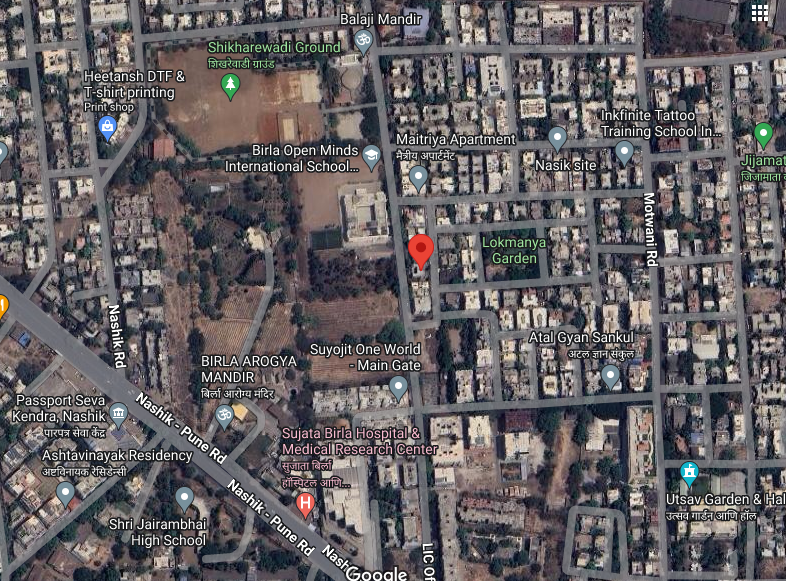 Balaji Mandir
Shikharewadi Ground
शिखरेवाडी ग्राउंड
Heetansh DTF &
T-shirt printing
Print shop
Birla Open Minds
International School...
Maitriya Apartment
मैत्रीय अपार्टमेंट
Inkfinite Tattoo
Training School In...
Nasik site
Jijamat
जिजामाता
Motwani Rd
Lokmanya
Garden
Nashik Rd
Suyojit One World
- Main Gate
Atal Gyan Sankul
अटल ज्ञान संकुल
BIRLA AROGYA
MANDIR
बिर्ला आरोग्य मंदिर
Passport Seva
Kendra, Nashik
पारपत्र सेवा केंद्र
Nashik - Pune Rd
Sujata Birla Hospital &
Medical Research Center
सुजाता बिर्ला
हॉस्पिटल आणि...
Ashtavinayak Residency
अष्टविनायक रेसिडेन्सी
Utsav Garden & Hal
उत्सव गार्डन आणि हॉल
Nashik - Pune Rd
Shri Jairambhai
High School
Nash
LIC Of
Google